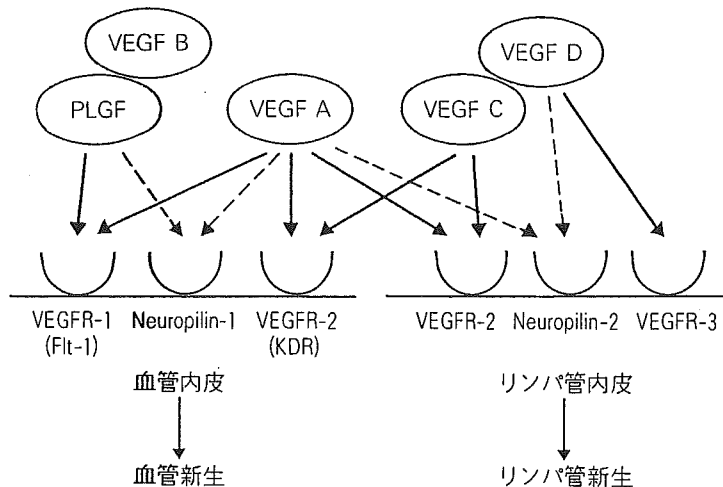 VEGF B
VEGF D
PLGF
VEGF A
VEGF C
VEGFR-1
(Flt-1)
Neuropilin-1
VEGFR-2
(KDR)
VEGFR-2
Neuropilin-2
VEGFR-3
血管内皮
リンパ管内皮
血管新生
リンパ管新生